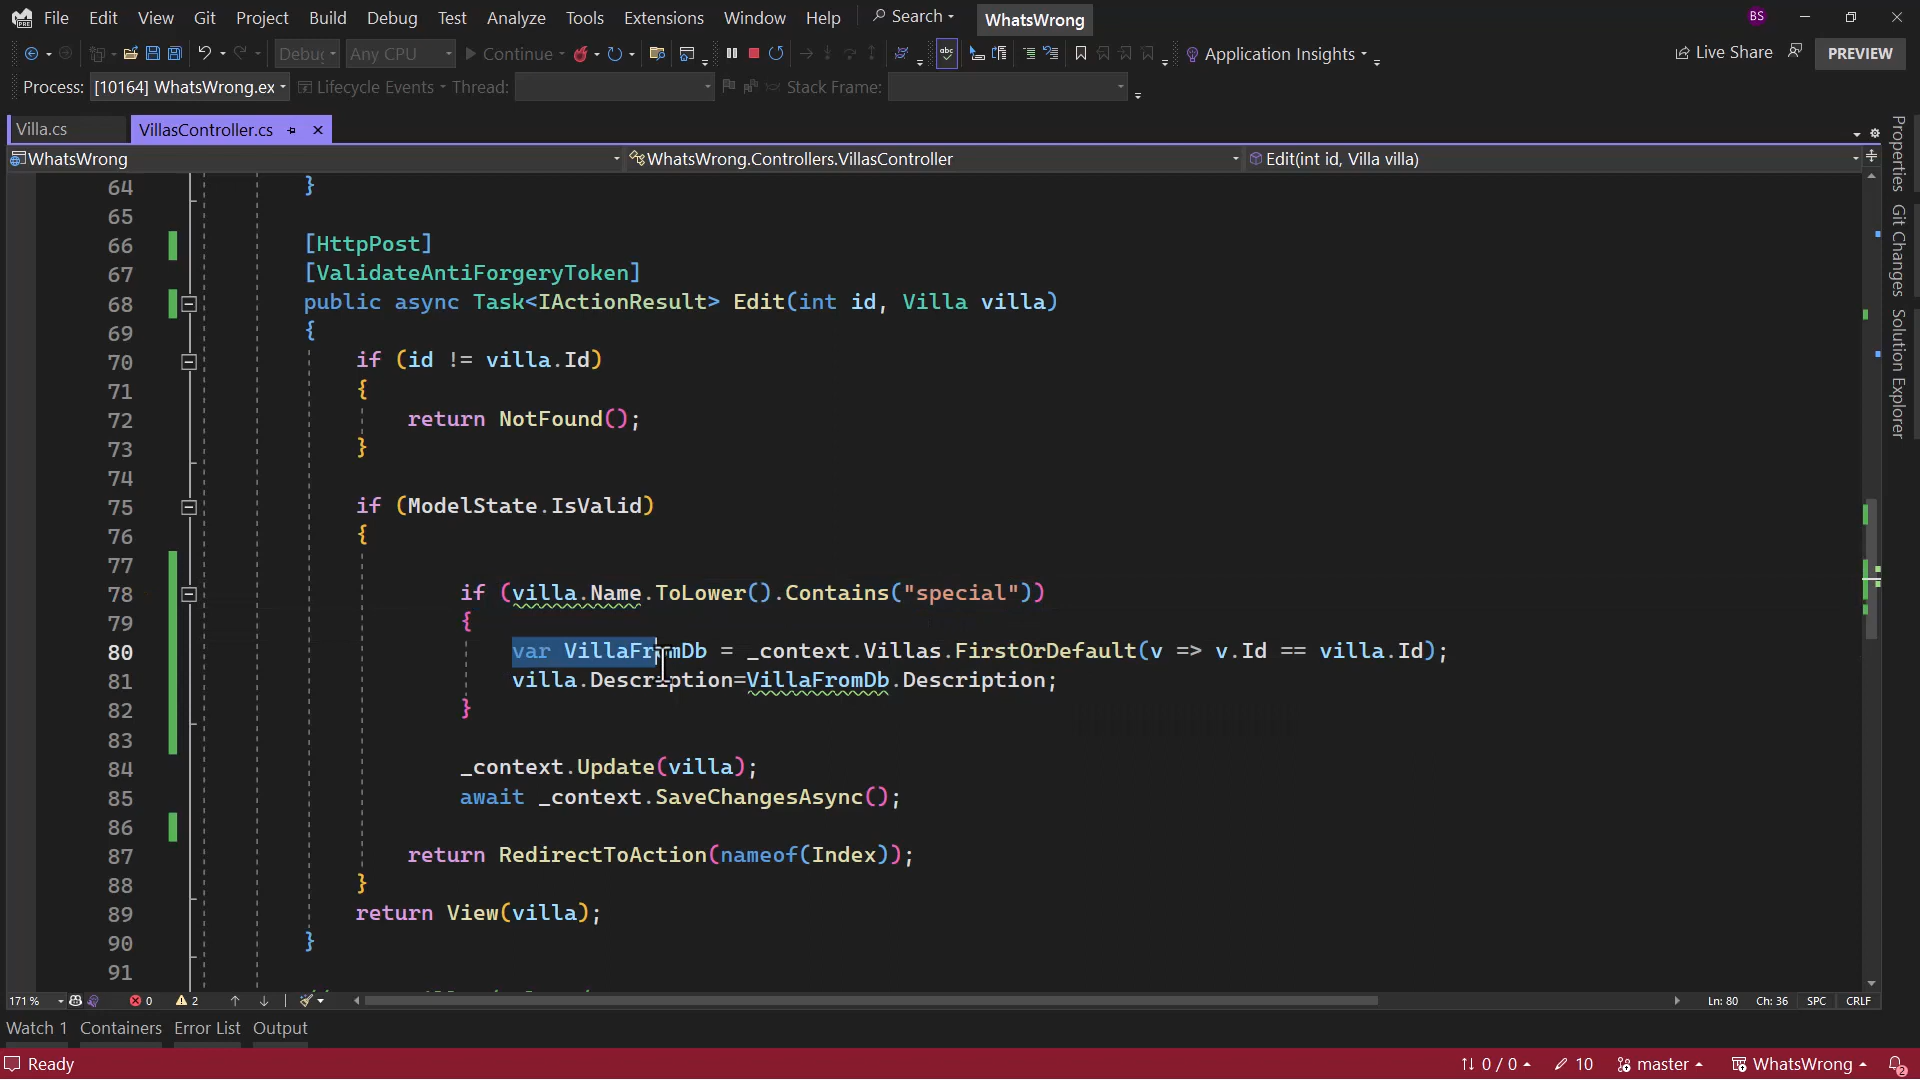 File Edit View Git Project Build Debug Test Analyze Tools Extensions Window Help Search WhatsWrong BS
Debug Any CPU Continue Application Insights Live Share PREVIEW
Process: [10164] WhatsWrong.ex Lifecycle Events Thread: Stack Frame:
Villa.cs VillasController.cs
WhatsWrong WhatsWrong.Controllers.VillasController Edit(int id, Villa villa)
64 }
65
66 [HttpPost]
67 [ValidateAntiForgeryToken]
68 public async Task<IActionResult> Edit(int id, Villa villa)
69 {
70 if (id != villa.Id)
71 {
72 return NotFound();
73 }
74
75 if (ModelState.IsValid)
76 {
77
78 if (villa.Name.ToLower().Contains("special"))
79 {
80 var VillaFromDb = _context.Villas.FirstOrDefault(v => v.Id == villa.Id);
81 villa.Description=VillaFromDb.Description;
82 }
83
84 _context.Update(villa);
85 await _context.SaveChangesAsync();
86
87 return RedirectToAction(nameof(Index));
88 }
89 return View(villa);
90 }
91
Properties
Git Changes
Solution Explorer
171 % 0 2 Ln: 80 Ch: 36 SPC CRLF
Watch 1 Containers Error List Output
Ready 0 / 0 10 master WhatsWrong 2